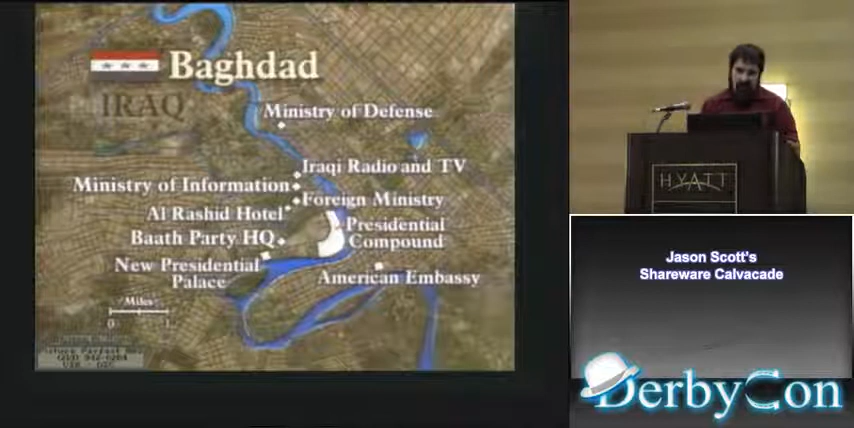 Baghdad
IRAQ
Ministry of Defense
Iraqi Radio and TV
Ministry of Information
Foreign Ministry
Al Rashid Hotel
Presidential
Compound
Baath Party HQ
New Presidential
Palace
American Embassy
Miles
0 1
HYATT
Jason Scott's
Shareware Calvacade
DerbyCon